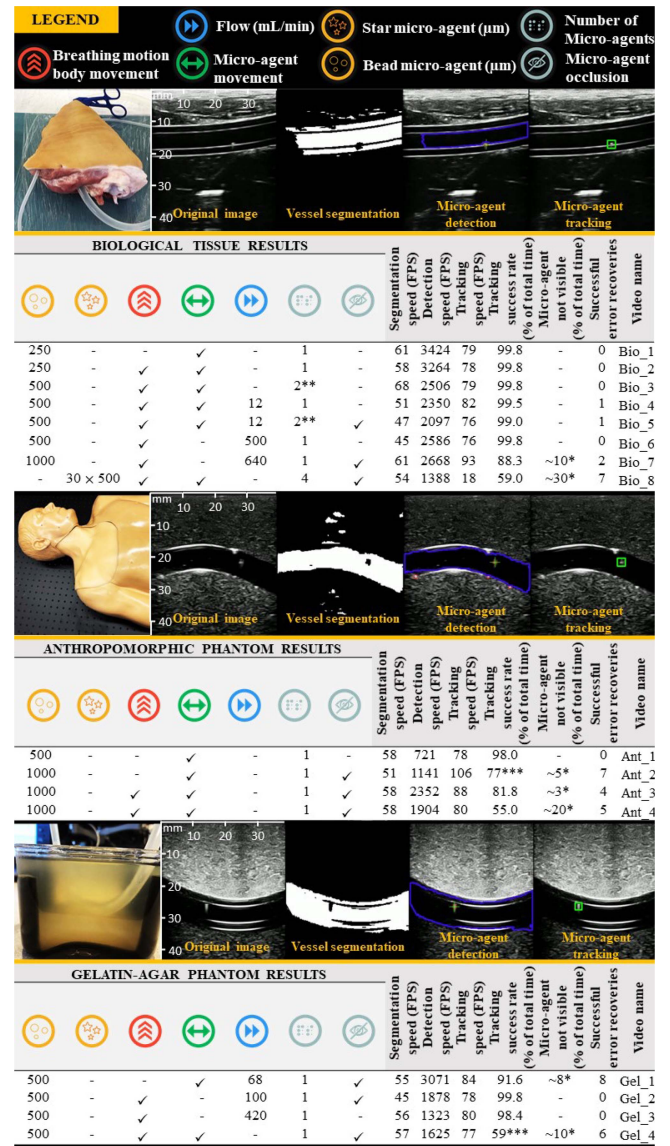 LEGEND
Flow (mL/min)
Star micro-agent (µm)
Number of
Micro-agents
Breathing motion
body movement
Micro-agent
movement
Bead micro-agent (µm)
Micro-agent
occlusion
mm
10 20 30
10
20
30
40
Original image
Vessel segmentation
Micro-agent
detection
Micro-agent
tracking
BIOLOGICAL TISSUE RESULTS
Segmentation
speed (FPS)
Detection
speed (FPS)
Tracking
speed (FPS)
Tracking
success rate
(% of total time)
Micro-agent
not visible
(% of total time)
Successful
error recoveries
Video name
250 - - ✓ - 1 - 61 3424 79 99.8 - 0 Bio_1
250 - ✓ ✓ - 1 - 58 3264 78 99.8 - 0 Bio_2
500 - ✓ ✓ - 2** - 68 2506 79 99.8 - 0 Bio_3
500 - ✓ ✓ 12 1 - 51 2350 82 99.5 - 1 Bio_4
500 - ✓ ✓ 12 2** ✓ 47 2097 76 99.0 - 1 Bio_5
500 - ✓ - 500 1 - 45 2586 76 99.8 - 0 Bio_6
1000 - ✓ - 640 1 ✓ 61 2668 93 88.3 ~10* 2 Bio_7
- 30 × 500 ✓ ✓ - 4 ✓ 54 1388 18 59.0 ~30* 7 Bio_8
mm
10 20 30
10
20
30
40
Original image
Vessel segmentation
Micro-agent
detection
Micro-agent
tracking
ANTHROPOMORPHIC PHANTOM RESULTS
Segmentation
speed (FPS)
Detection
speed (FPS)
Tracking
speed (FPS)
Tracking
success rate
(% of total time)
Micro-agent
not visible
(% of total time)
Successful
error recoveries
Video name
500 - - ✓ - 1 - 58 721 78 98.0 - 0 Ant_1
1000 - - ✓ - 1 ✓ 51 1141 106 77*** ~5* 7 Ant_2
1000 - ✓ ✓ - 1 ✓ 58 2352 88 81.8 ~3* 4 Ant_3
1000 - ✓ ✓ - 1 ✓ 58 1904 80 55.0 ~20* 5 Ant_4
mm
10 20 30
10
20
30
40
Original image
Vessel segmentation
Micro-agent
detection
Micro-agent
tracking
GELATIN-AGAR PHANTOM RESULTS
Segmentation
speed (FPS)
Detection
speed (FPS)
Tracking
speed (FPS)
Tracking
success rate
(% of total time)
Micro-agent
not visible
(% of total time)
Successful
error recoveries
Video name
500 - - ✓ 68 1 ✓ 55 3071 84 91.6 ~8* 8 Gel_1
500 - ✓ - 100 1 ✓ 45 1878 78 99.8 - 0 Gel_2
500 - ✓ - 420 1 - 56 1323 80 98.4 - 0 Gel_3
500 - ✓ ✓ - 1 ✓ 57 1625 77 59*** ~10* 6 Gel_4